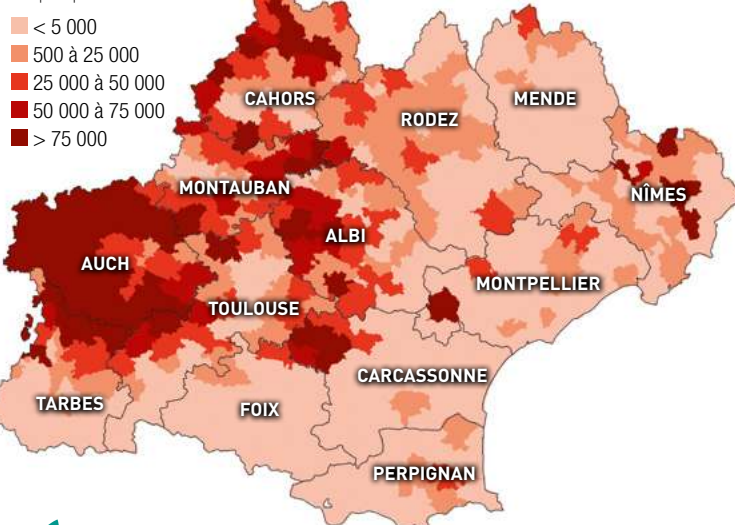 < 5 000
500 à 25 000
25 000 à 50 000
50 000 à 75 000
> 75 000
CAHORS
RODEZ
MENDE
MONTAUBAN
NÎMES
ALBI
AUCH
TOULOUSE
MONTPELLIER
CARCASSONNE
TARBES
FOIX
PERPIGNAN